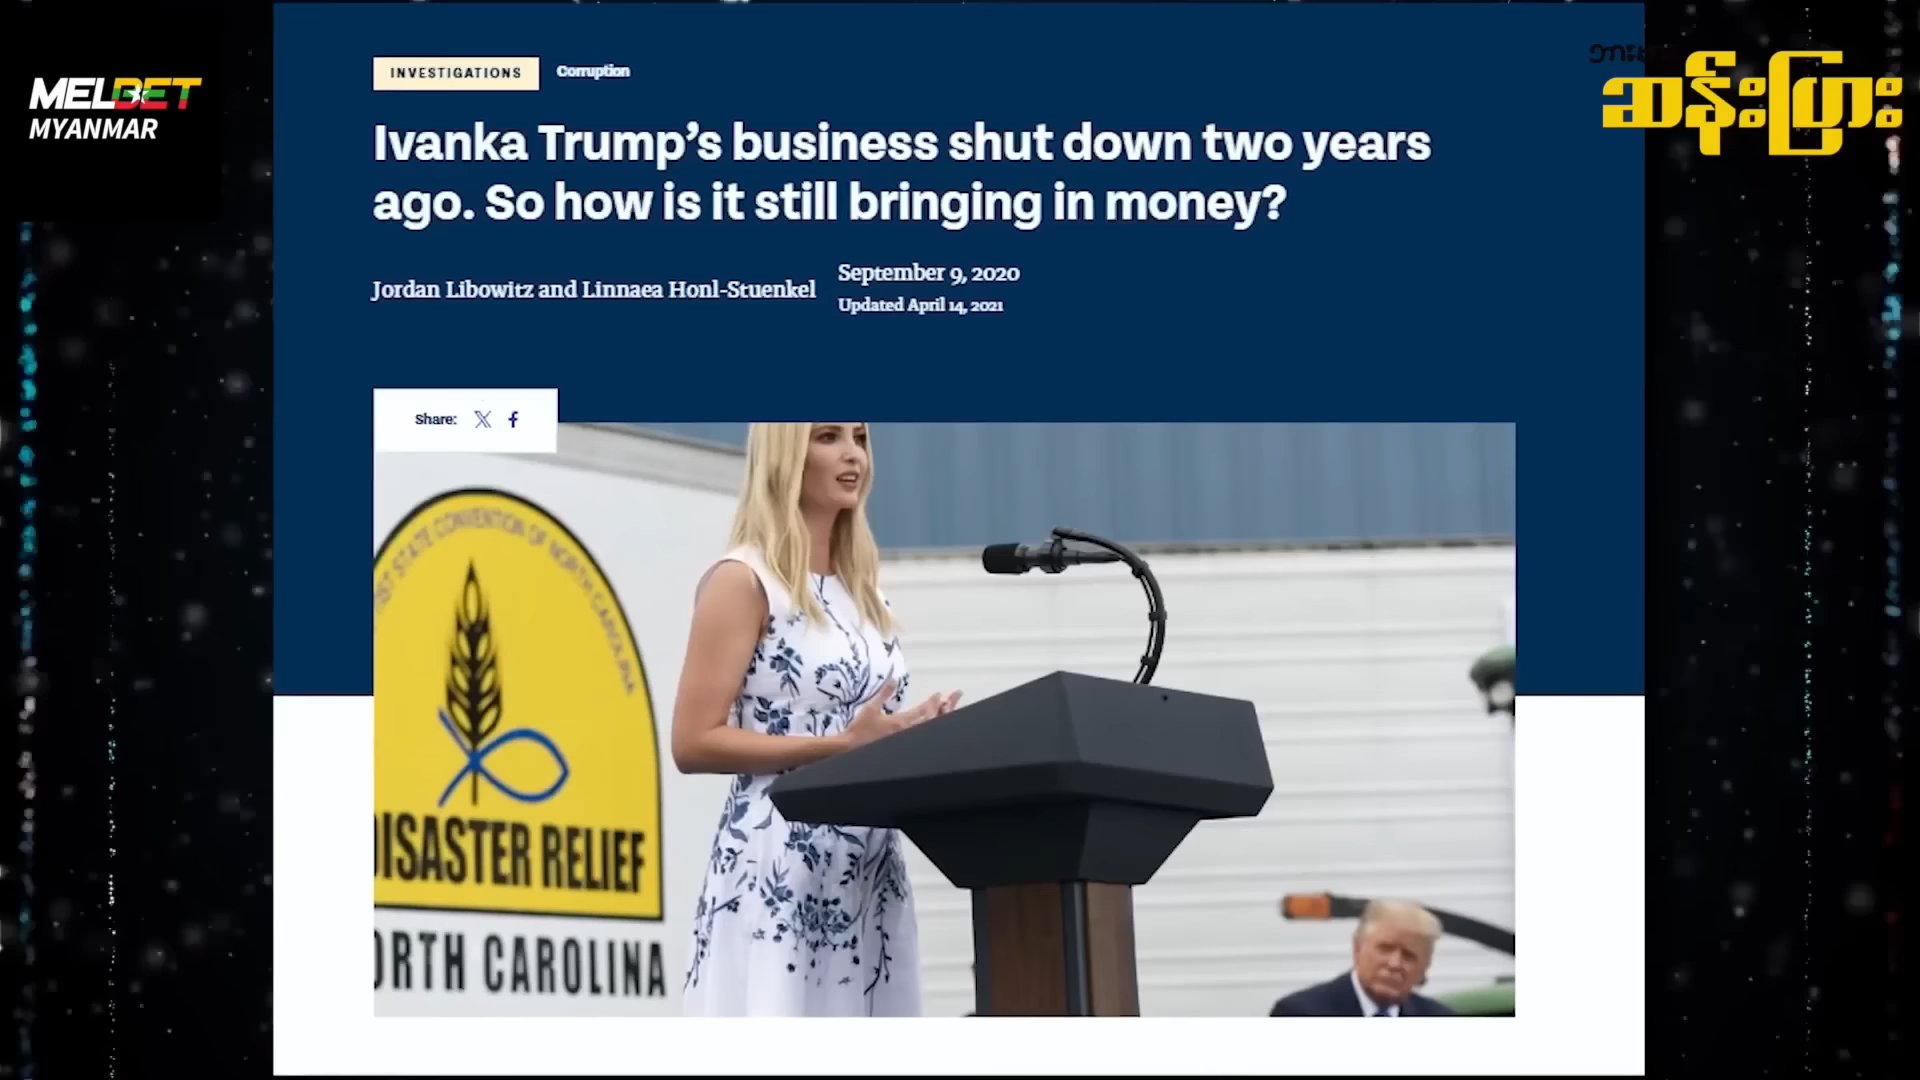 MELBET
MYANMAR
ဆန်းပြား
INVESTIGATIONS
Corruption
Ivanka Trump's business shut down two years
ago. So how is it still bringing in money?
Jordan Libowitz and Linnaea Honl-Stuenkel
September 9, 2020
Updated April 14, 2021
Share:
DISASTER RELIEF
ORTH CAROLINA